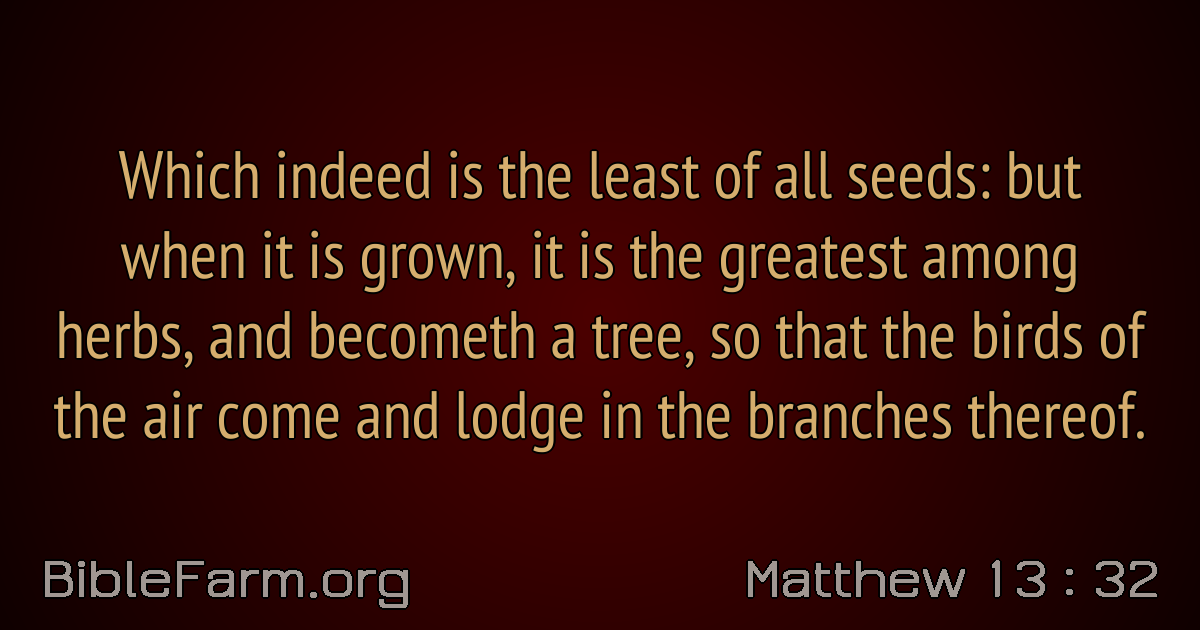 Which indeed is the least of all seeds: but
when it is grown, it is the greatest among
herbs, and becometh a tree, so that the birds of
the air come and lodge in the branches thereof.
BibleFarm.org
Matthew 13 : 32